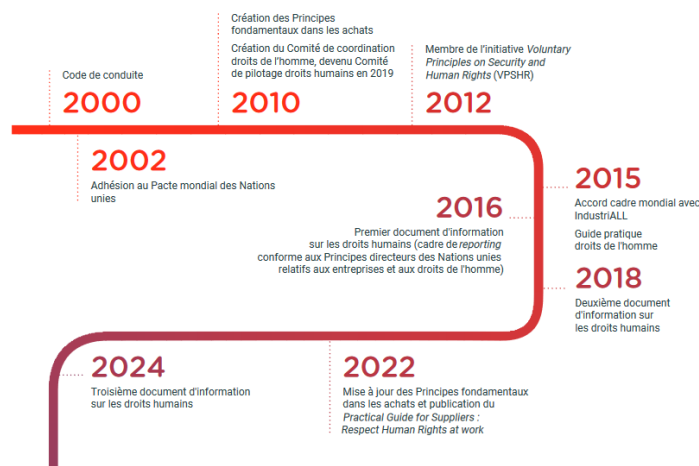 Code de conduite
2000
2002
Adhésion au Pacte mondial des Nations
unies
Création des Principes
fondamentaux dans les achats
Création du Comité de coordination
droits de l'homme, devenu Comité
de pilotage droits humains en 2019
2010
Membre de l'initiative Voluntary
Principles on Security and
Human Rights (VPSHR)
2012
2015
Accord cadre mondial avec
IndustriALL
Guide pratique
droits de l'homme
2016
Premier document d'information
sur les droits humains (cadre de reporting
conforme aux Principes directeurs des Nations unies
relatifs aux entreprises et aux droits de l'homme)
2018
Deuxième document
d'information sur
les droits humains
2022
Mise à jour des Principes fondamentaux
dans les achats et publication du
Practical Guide for Suppliers :
Respect Human Rights at work
2024
Troisième document d'information
sur les droits humains